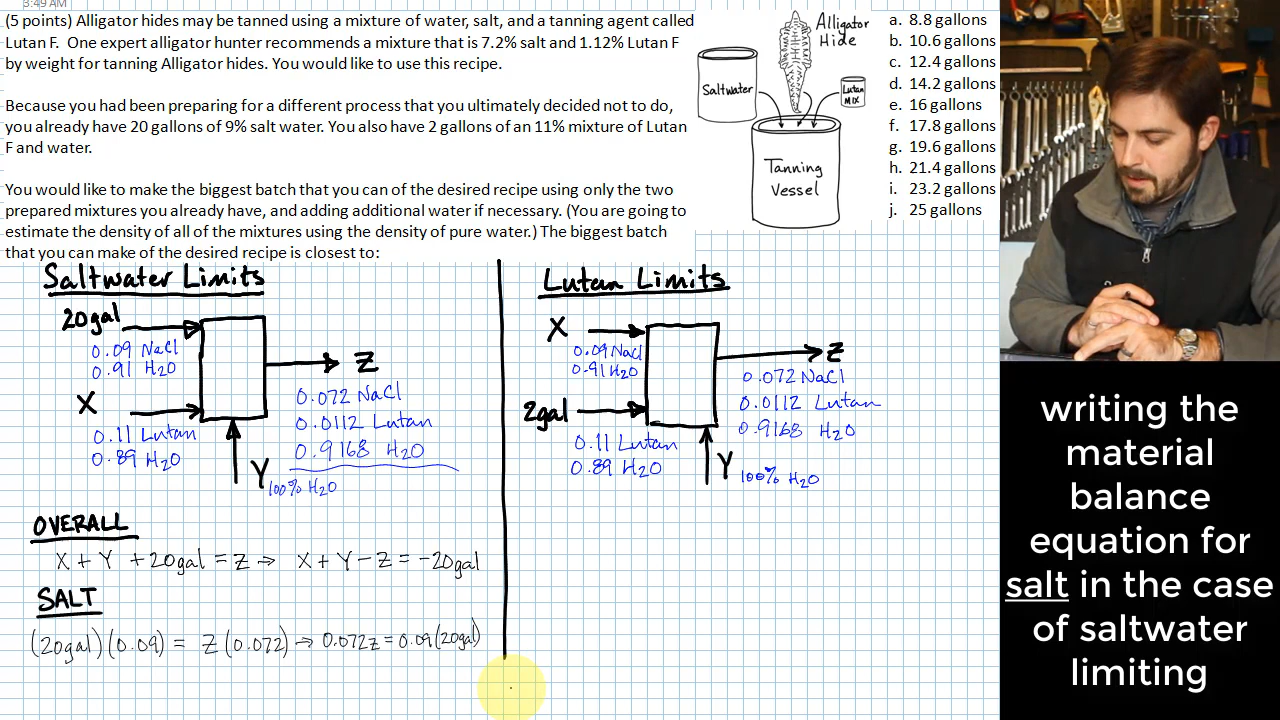 3:49 AM
(5 points) Alligator hides may be tanned using a mixture of water, salt, and a tanning agent called
Lutan F.  One expert alligator hunter recommends a mixture that is 7.2% salt and 1.12% Lutan F
by weight for tanning Alligator hides. You would like to use this recipe.
Because you had been preparing for a different process that you ultimately decided not to do,
you already have 20 gallons of 9% salt water. You also have 2 gallons of an 11% mixture of Lutan
F and water.
You would like to make the biggest batch that you can of the desired recipe using only the two
prepared mixtures you already have, and adding additional water if necessary. (You are going to
estimate the density of all of the mixtures using the density of pure water.) The biggest batch
that you can make of the desired recipe is closest to:
Alligator
Hide
Saltwater
Lutan
MIX
Tanning
Vessel
a. 8.8 gallons
b. 10.6 gallons
c. 12.4 gallons
d. 14.2 gallons
e. 16 gallons
f. 17.8 gallons
g. 19.6 gallons
h. 21.4 gallons
i. 23.2 gallons
j. 25 gallons
Saltwater Limits
20gal
0.09 NaCl
0.91 H2O
X
0.11 Lutan
0.89 H2O
Z
0.072 NaCl
0.0112 Lutan
0.9168 H2O
Y
100% H2O
OVERALL
X + Y + 20gal = Z → X + Y - Z = -20gal
SALT
(20gal)(0.09) = Z(0.072) → 0.072Z = 0.09(20gal)
Lutan Limits
X
0.09 NaCl
0.91 H2O
2gal
0.11 Lutan
0.89 H2O
Z
0.072 NaCl
0.0112 Lutan
0.9168 H2O
Y
100% H2O
writing the
material
balance
equation for
salt in the case
of saltwater
limiting